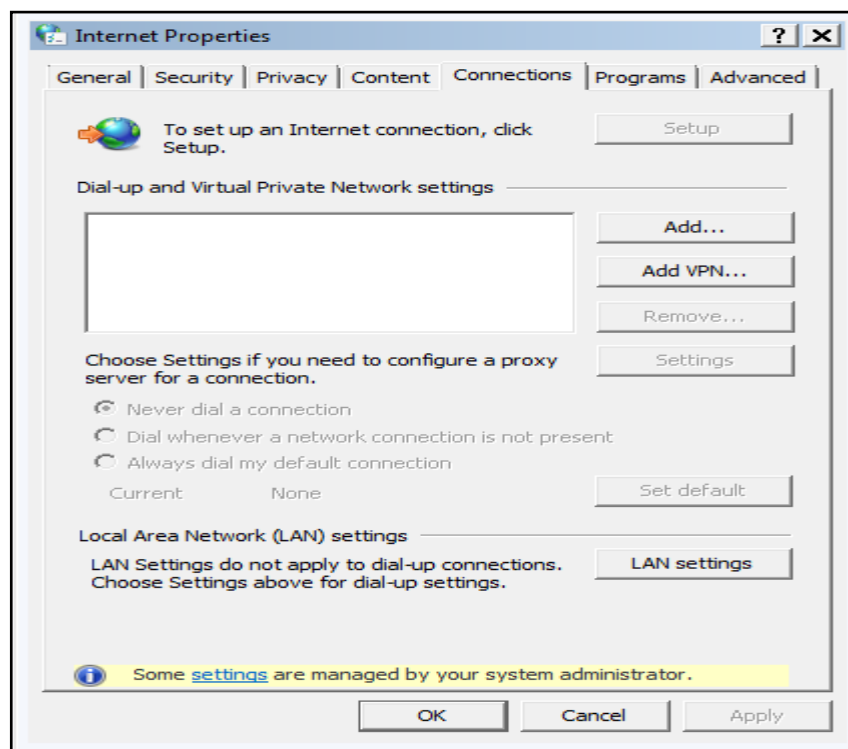 Internet Properties
? X
General Security Privacy Content Connections Programs Advanced
To set up an Internet connection, click
Setup.
Setup
Dial-up and Virtual Private Network settings
Add...
Add VPN...
Remove...
Choose Settings if you need to configure a proxy
server for a connection.
Settings
Never dial a connection
Dial whenever a network connection is not present
Always dial my default connection
Current None
Set default
Local Area Network (LAN) settings
LAN Settings do not apply to dial-up connections.
Choose Settings above for dial-up settings.
LAN settings
Some settings are managed by your system administrator.
OK Cancel Apply